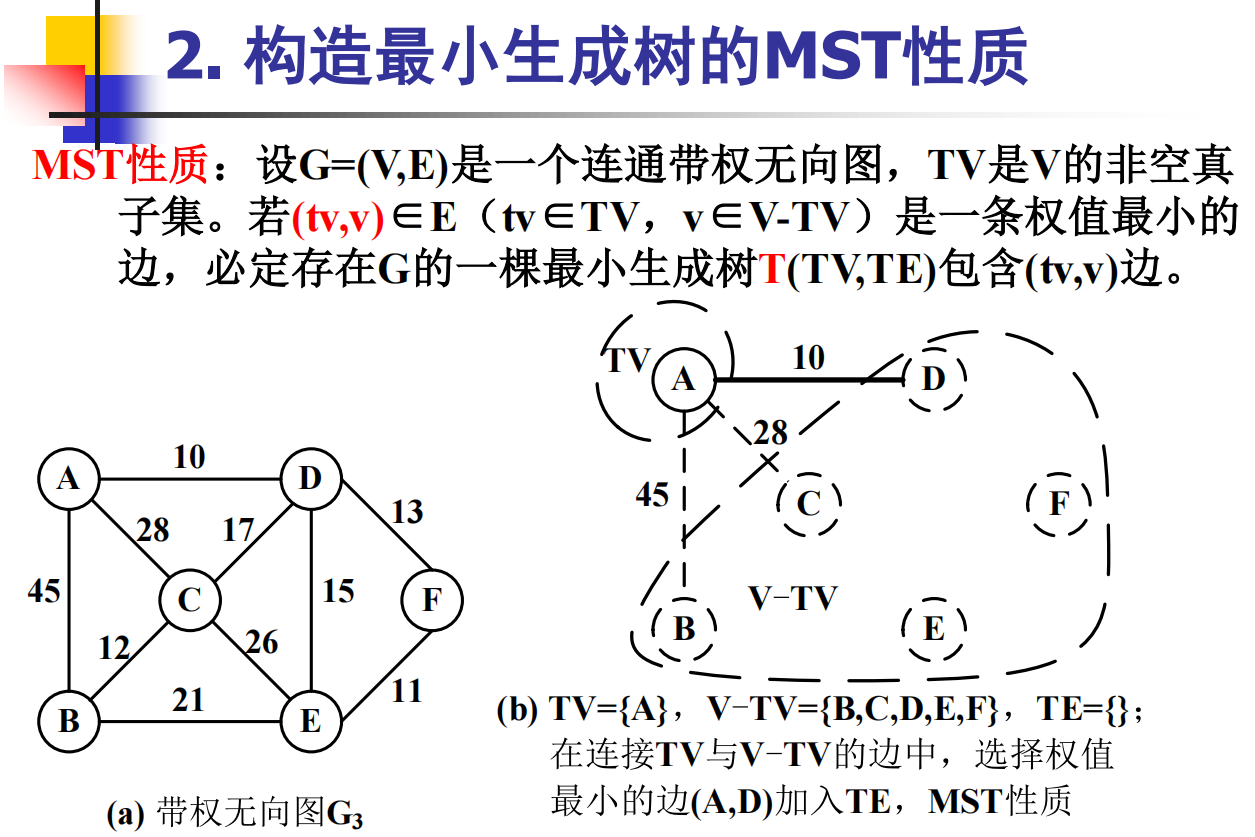 2. 构造最小生成树的MST性质
MST性质：设G=(V,E)是一个连通带权无向图，TV是V的非空真
子集。若(tv,v)∈E（tv∈TV，v∈V-TV）是一条权值最小的
边，必定存在G的一棵最小生成树T(TV,TE)包含(tv,v)边。
A
10
D
28
17
13
45
C
15
F
12
26
B
21
E
11
(a) 带权无向图G₃
TV
A
10
D
28
45
C
F
V-TV
B
E
(b) TV={A}，V-TV={B,C,D,E,F}，TE={}；
在连接TV与V-TV的边中，选择权值
最小的边(A,D)加入TE，MST性质